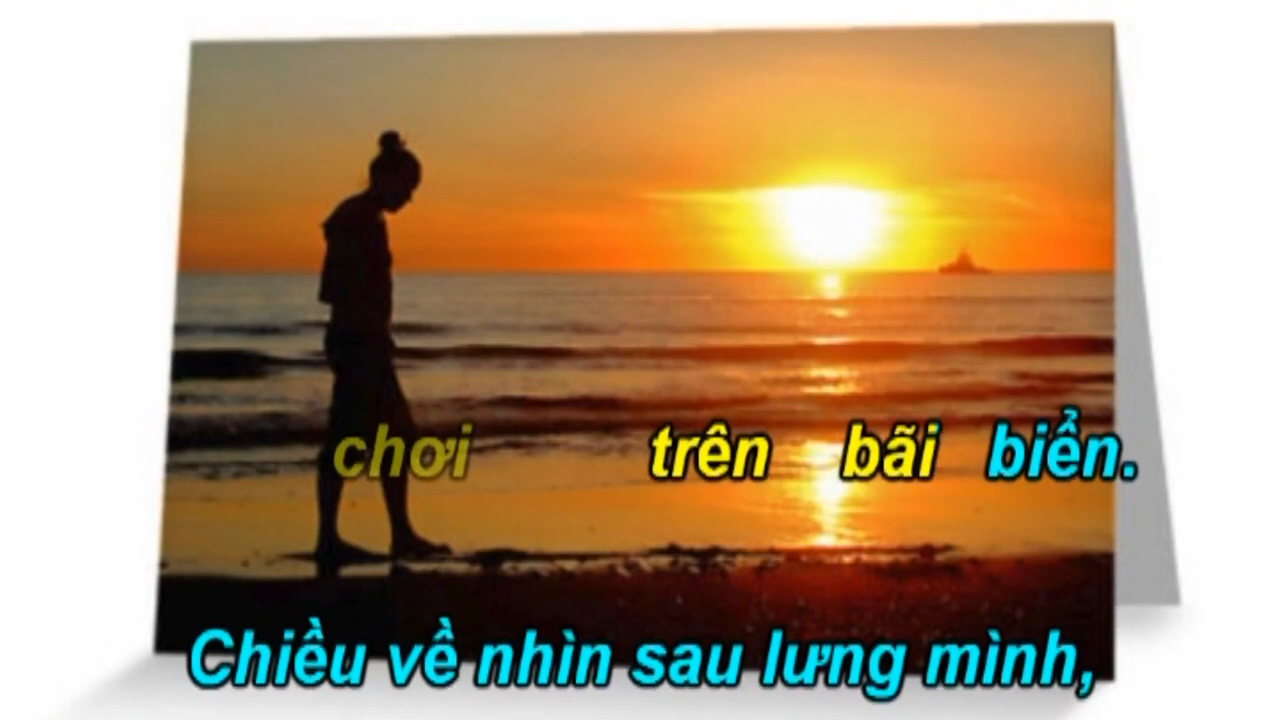 chơi trên bãi biển.
Chiều về nhìn sau lưng mình,